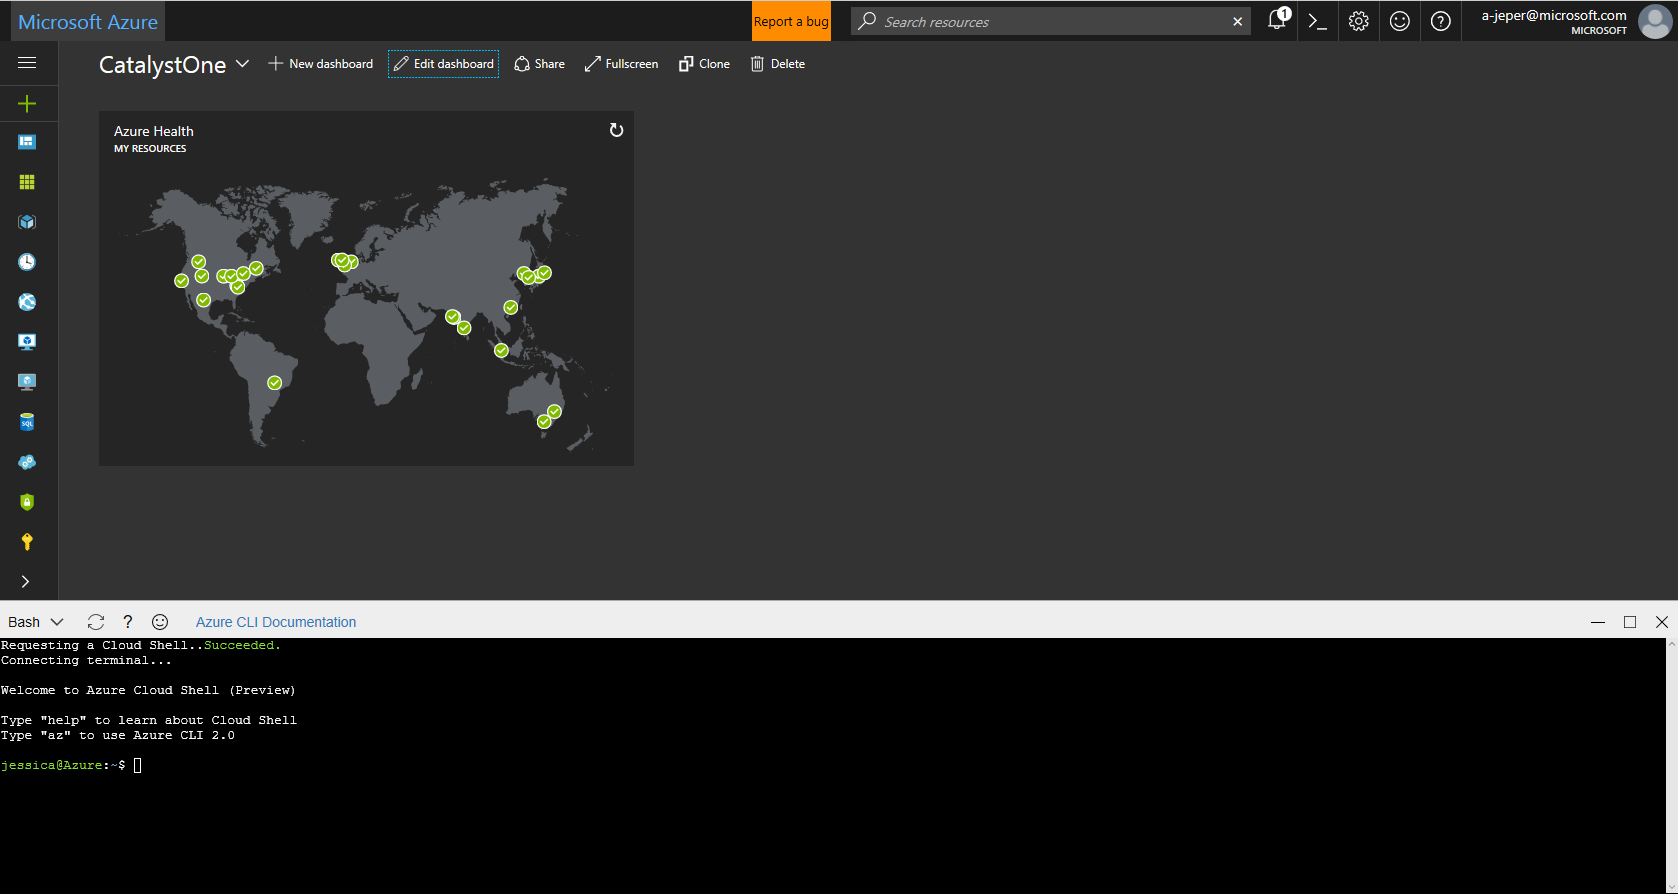 Microsoft Azure
Report a bug
Search resources
1
a-jeper@microsoft.com
MICROSOFT
CatalystOne
New dashboard
Edit dashboard
Share
Fullscreen
Clone
Delete
Azure Health
MY RESOURCES
SQL
Bash
?
Azure CLI Documentation
Requesting a Cloud Shell..Succeeded.
Connecting terminal...
Welcome to Azure Cloud Shell (Preview)
Type "help" to learn about Cloud Shell
Type "az" to use Azure CLI 2.0
jessica@Azure:~$